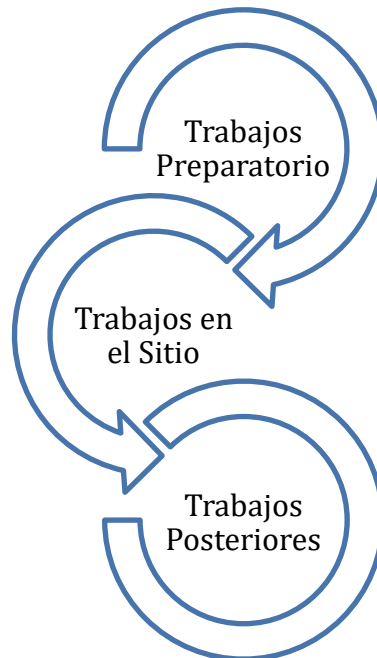 Trabajos
Preparatorio
Trabajos en
el Sitio
Trabajos
Posteriores